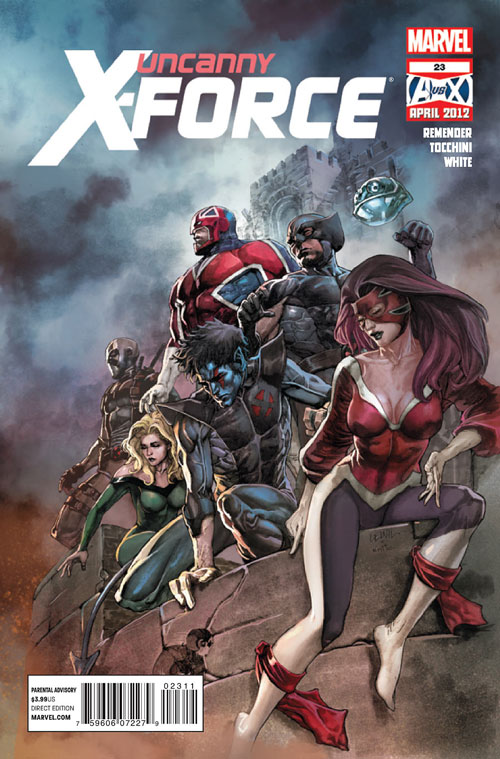 UNCANNY
X-FORCE®
MARVEL
23
AVSX
APRIL 2012
REMENDER
TOCCHINI
WHITE
PARENTAL ADVISORY
$3.99US
DIRECT EDITION
MARVEL.COM
02311
7 59606 07227 9